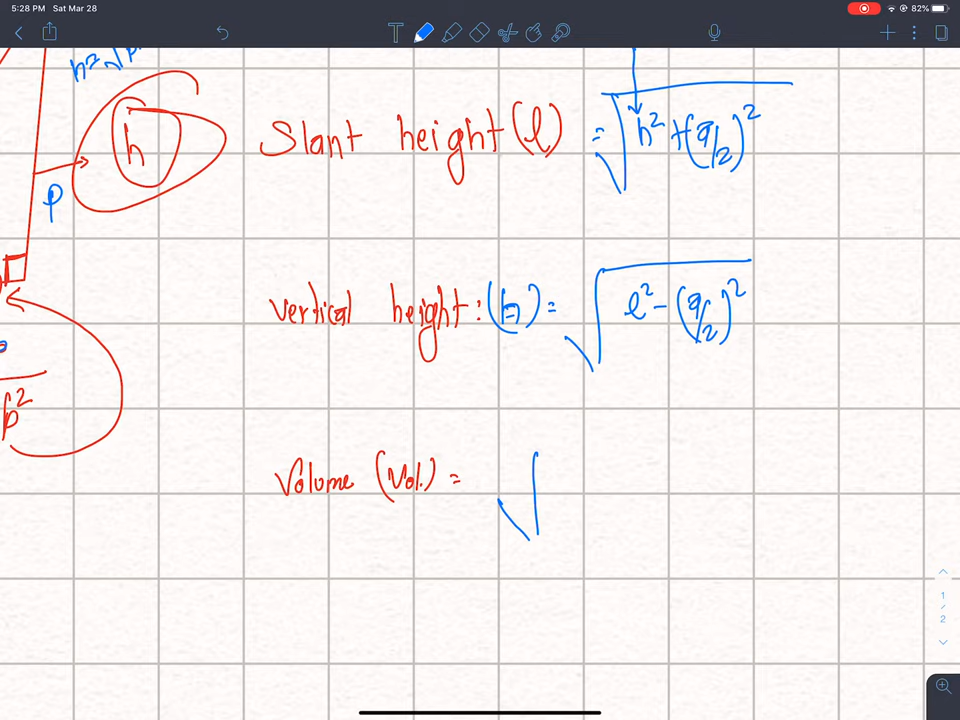 5:28 PM Sat Mar 28
82%
T
h
p
Slant height (l) = √h² + (a/2)²
Vertical height: (h) = √l² - (a/2)²
p²
Volume (Vol.) = √
1
/
2